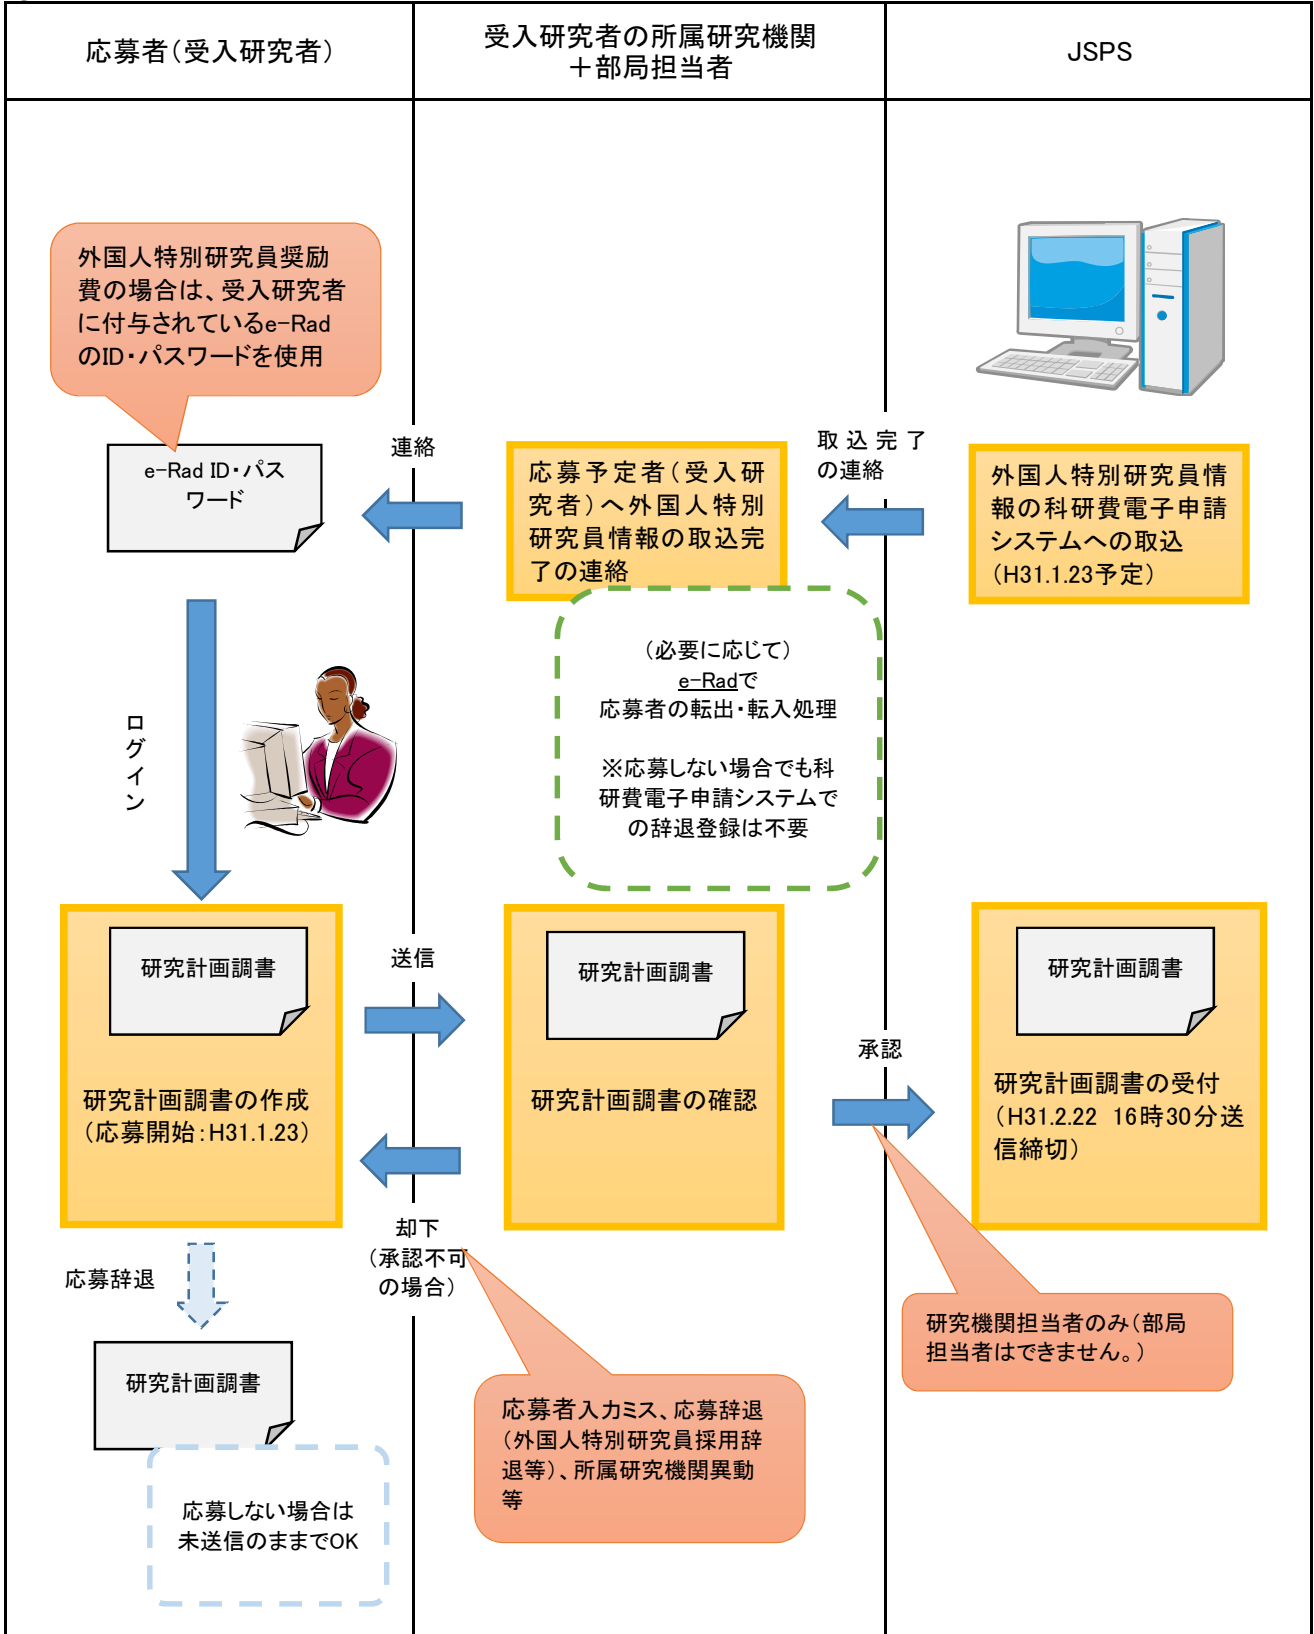 応募者(受入研究者)
受入研究者の所属研究機関
＋部局担当者
JSPS
外国人特別研究員奨励
費の場合は、受入研究者
に付与されているe-Rad
のID・パスワードを使用
e-Rad ID・パス
ワード
連絡
応募予定者(受入研
究者)へ外国人特別
研究員情報の取込完
了の連絡
取込完了
の連絡
外国人特別研究員情
報の科研費電子申請
システムへの取込
(H31.1.23予定)
(必要に応じて)
e-Radで
応募者の転出・転入処理
※応募しない場合でも科
研費電子申請システムで
の辞退登録は不要
ログイン
研究計画調書
研究計画調書の作成
(応募開始:H31.1.23)
送信
研究計画調書
研究計画調書の確認
承認
研究計画調書
研究計画調書の受付
(H31.2.22 16時30分送
信締切)
却下
(承認不可
の場合)
応募辞退
研究計画調書
応募しない場合は
未送信のままでOK
応募者入力ミス、応募辞退
(外国人特別研究員採用辞
退等)、所属研究機関異動
等
研究機関担当者のみ(部局
担当者はできません。)